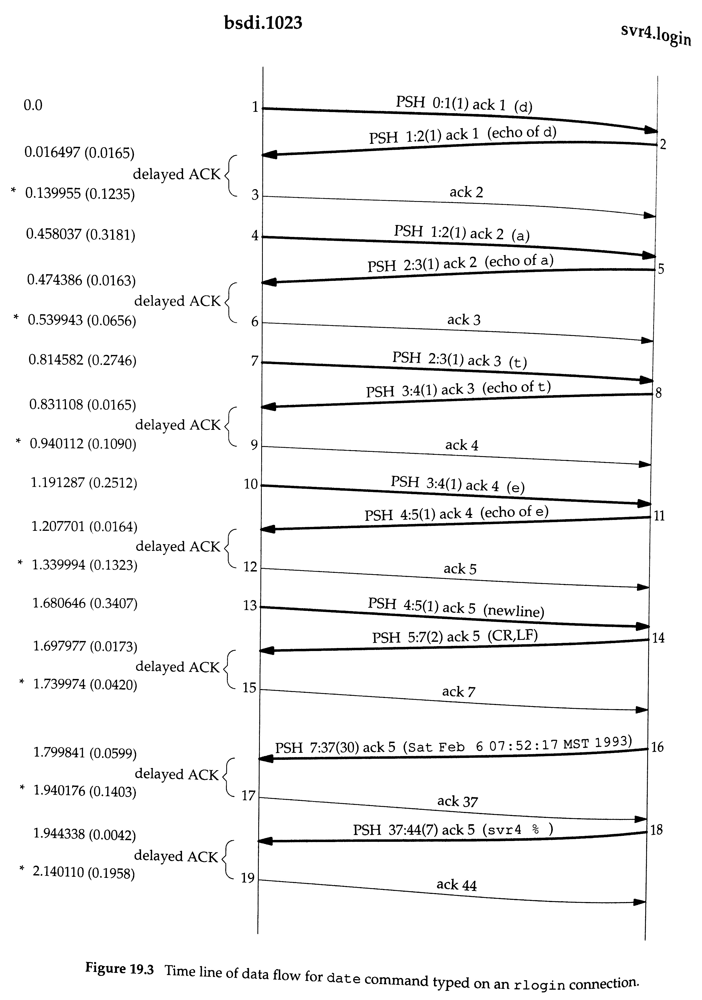 bsdi.1023
svr4.login
0.0
1
PSH 0:1(1) ack 1 (d)
PSH 1:2(1) ack 1 (echo of d)
2
0.016497 (0.0165)
delayed ACK
* 0.139955 (0.1235)
3
ack 2
0.458037 (0.3181)
4
PSH 1:2(1) ack 2 (a)
PSH 2:3(1) ack 2 (echo of a)
5
0.474386 (0.0163)
delayed ACK
* 0.539943 (0.0656)
6
ack 3
0.814582 (0.2746)
7
PSH 2:3(1) ack 3 (t)
PSH 3:4(1) ack 3 (echo of t)
8
0.831108 (0.0165)
delayed ACK
* 0.940112 (0.1090)
9
ack 4
1.191287 (0.2512)
10
PSH 3:4(1) ack 4 (e)
PSH 4:5(1) ack 4 (echo of e)
11
1.207701 (0.0164)
delayed ACK
* 1.339994 (0.1323)
12
ack 5
1.680646 (0.3407)
13
PSH 4:5(1) ack 5 (newline)
PSH 5:7(2) ack 5 (CR,LF)
14
1.697977 (0.0173)
delayed ACK
* 1.739974 (0.0420)
15
ack 7
PSH 7:37(30) ack 5 (Sat Feb 6 07:52:17 MST 1993)
16
1.799841 (0.0599)
delayed ACK
* 1.940176 (0.1403)
17
ack 37
PSH 37:44(7) ack 5 (svr4 % )
18
1.944338 (0.0042)
delayed ACK
* 2.140110 (0.1958)
19
ack 44
Figure 19.3 Time line of data flow for date command typed on an rlogin connection.